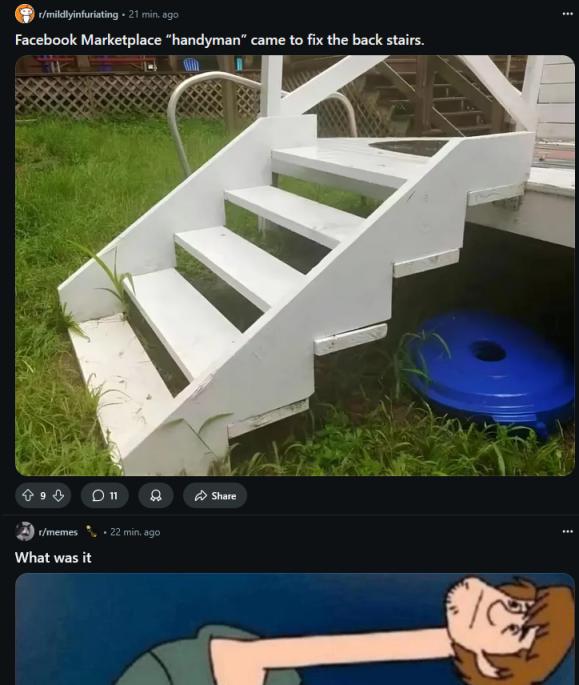 r/mildlyinfuriating • 21 min. ago
Facebook Marketplace “handyman” came to fix the back stairs.
9 11 Share
r/memes • 22 min. ago
What was it